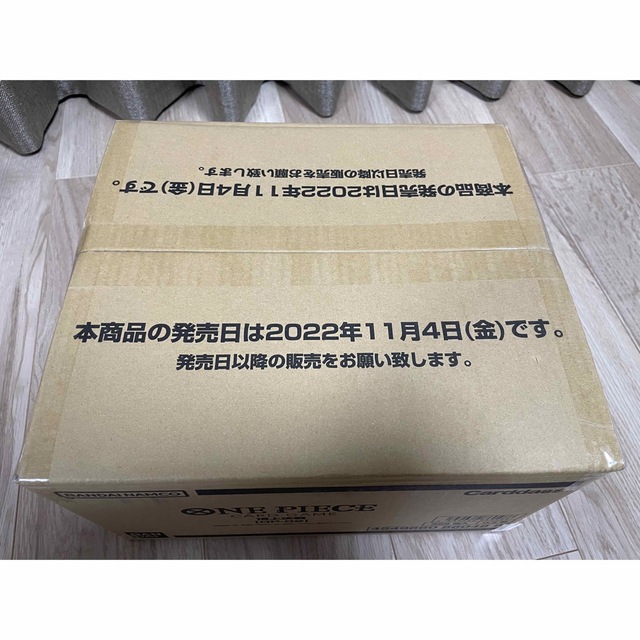 本商品の発売日は2022年11月4日(金)です。
発売日以降の販売をお願い致します。
本商品の発売日は2022年11月4日(金)です。
発売日以降の販売をお願い致します。
BANDAI NAMCO
Carddass
ONE PIECE
CARD GAME